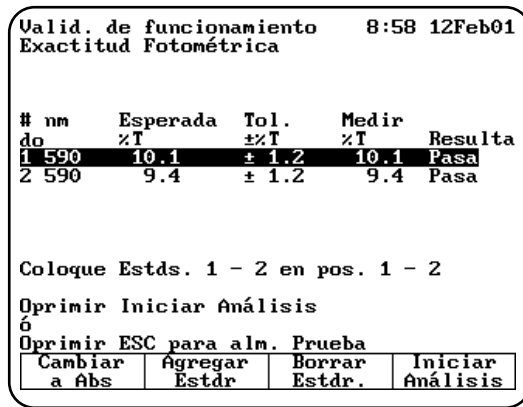 Valid. de funcionamiento 8:58 12Feb01
Exactitud Fotométrica
# nm Esperada Tol. Medir
do %T ±%T %T Resulta
1 590 10.1 ± 1.2 10.1 Pasa
2 590 9.4 ± 1.2 9.4 Pasa
Coloque Estds. 1 - 2 en pos. 1 - 2
Oprimir Iniciar Análisis
ó
Oprimir ESC para alm. Prueba
Cambiar Agregar Borrar Iniciar
a Abs Estdr Estdr. Análisis